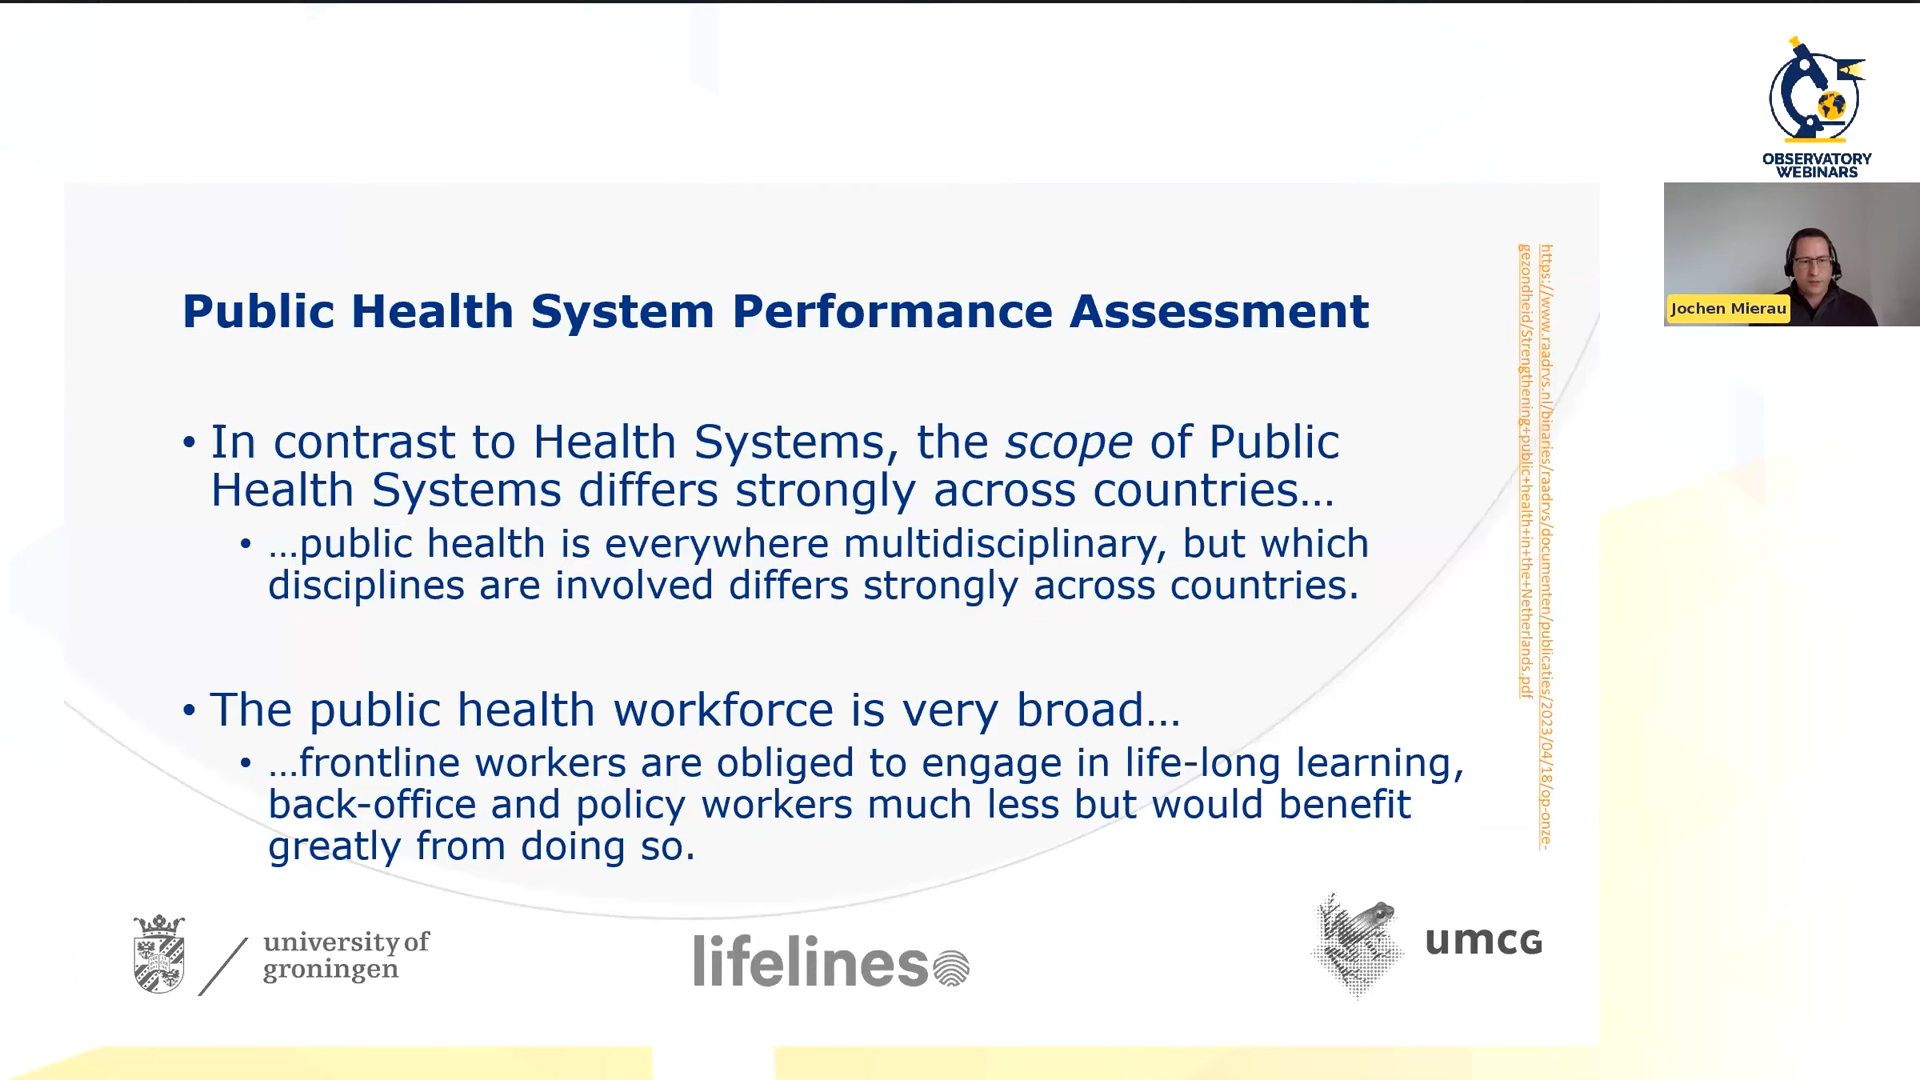 OBSERVATORY
WEBINARS
Jochen Mierau
Public Health System Performance Assessment
• In contrast to Health Systems, the scope of Public
Health Systems differs strongly across countries…
• …public health is everywhere multidisciplinary, but which
disciplines are involved differs strongly across countries.
• The public health workforce is very broad…
• …frontline workers are obliged to engage in life-long learning,
back-office and policy workers much less but would benefit
greatly from doing so.
https://www.raadrvs.nl/binaries/raadrvs/documenten/publicaties/2023/04/18/op-onze-
gezondheid/Strengthening+public+health+in+the+Netherlands.pdf
university of
groningen
lifelines
umcg